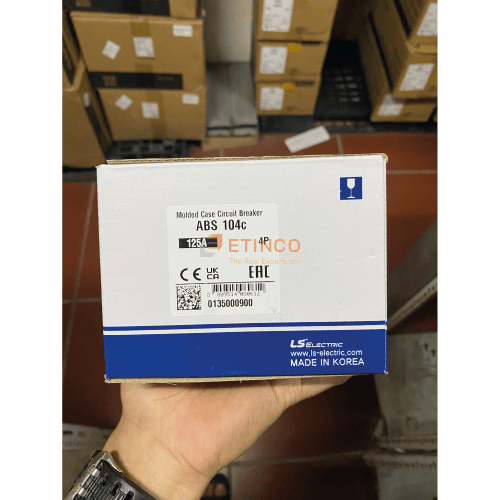 Molded Case Circuit Breaker
ABS 104c
125A 4P
ETINCO
The Real Experience
CE UK CA EAC
0135000900
LS ELECTRIC
www.ls-electric.com
MADE IN KOREA